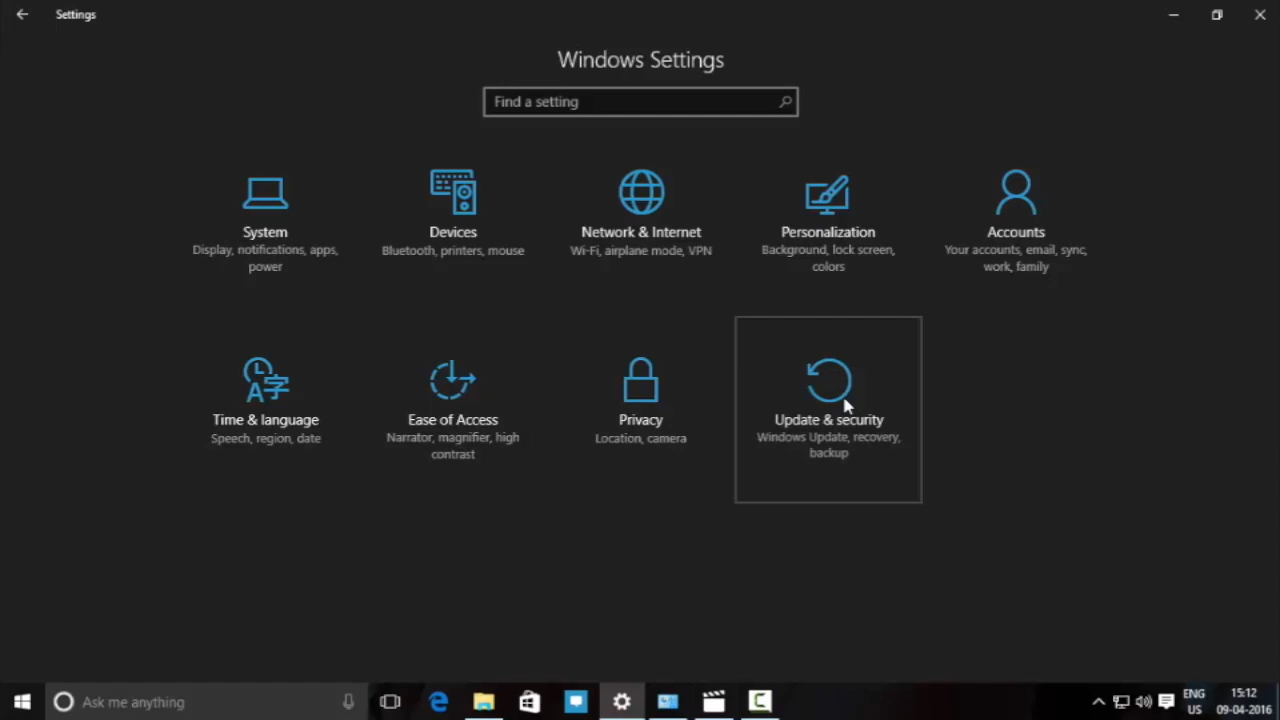 Settings
Windows Settings
Find a setting
System
Display, notifications, apps,
power
Devices
Bluetooth, printers, mouse
Network & Internet
Wi-Fi, airplane mode, VPN
Personalization
Background, lock screen,
colors
Accounts
Your accounts, email, sync,
work, family
Time & language
Speech, region, date
Ease of Access
Narrator, magnifier, high
contrast
Privacy
Location, camera
Update & security
Windows Update, recovery,
backup
Ask me anything
ENG
US
15:12
09-04-2016